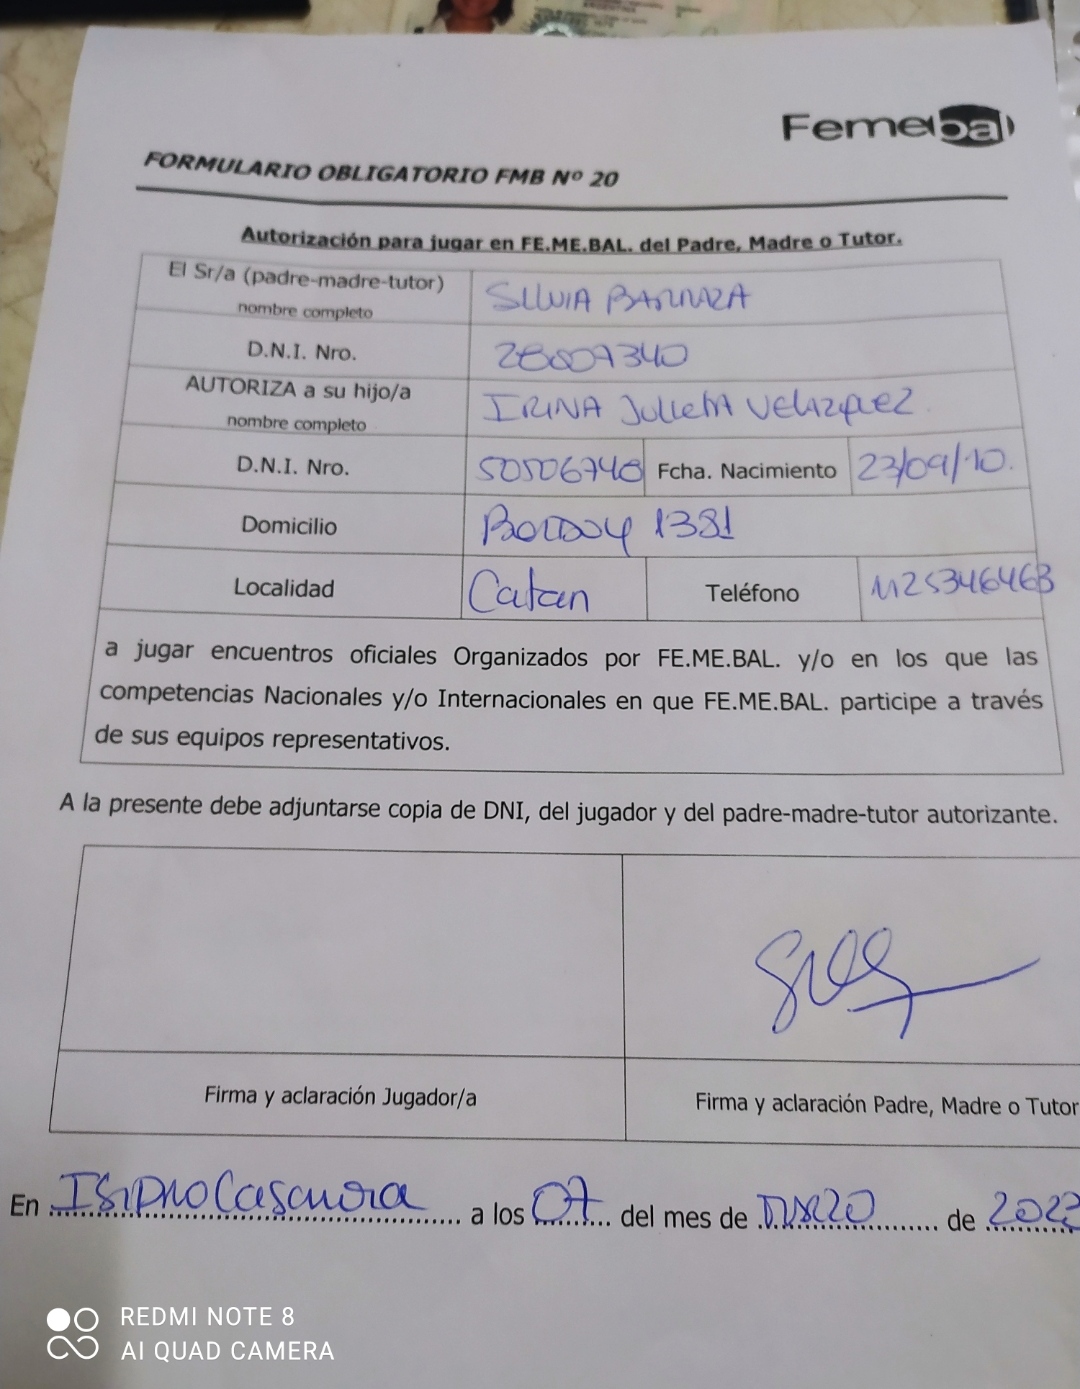 Femebal
FORMULARIO OBLIGATORIO FMB Nº 20
Autorización para jugar en FE.ME.BAL. del Padre, Madre o Tutor.
El Sr/a (padre-madre-tutor)
nombre completo
SILVIA BARRAZA
D.N.I. Nro.
AUTORIZA a su hijo/a
nombre completo
IRINA Julieta Velazquez
D.N.I. Nro. 50506748 Fcha. Nacimiento 23/09/10.
Domicilio 1381
Localidad Catan Teléfono
a jugar encuentros oficiales Organizados por FE.ME.BAL. y/o en los que las
competencias Nacionales y/o Internacionales en que FE.ME.BAL. participe a través
de sus equipos representativos.
A la presente debe adjuntarse copia de DNI, del jugador y del padre-madre-tutor autorizante.
Firma y aclaración Jugador/a
Firma y aclaración Padre, Madre o Tutor
En Isidro Casanova a los 07 del mes de Marzo de 2023
REDMI NOTE 8
AI QUAD CAMERA